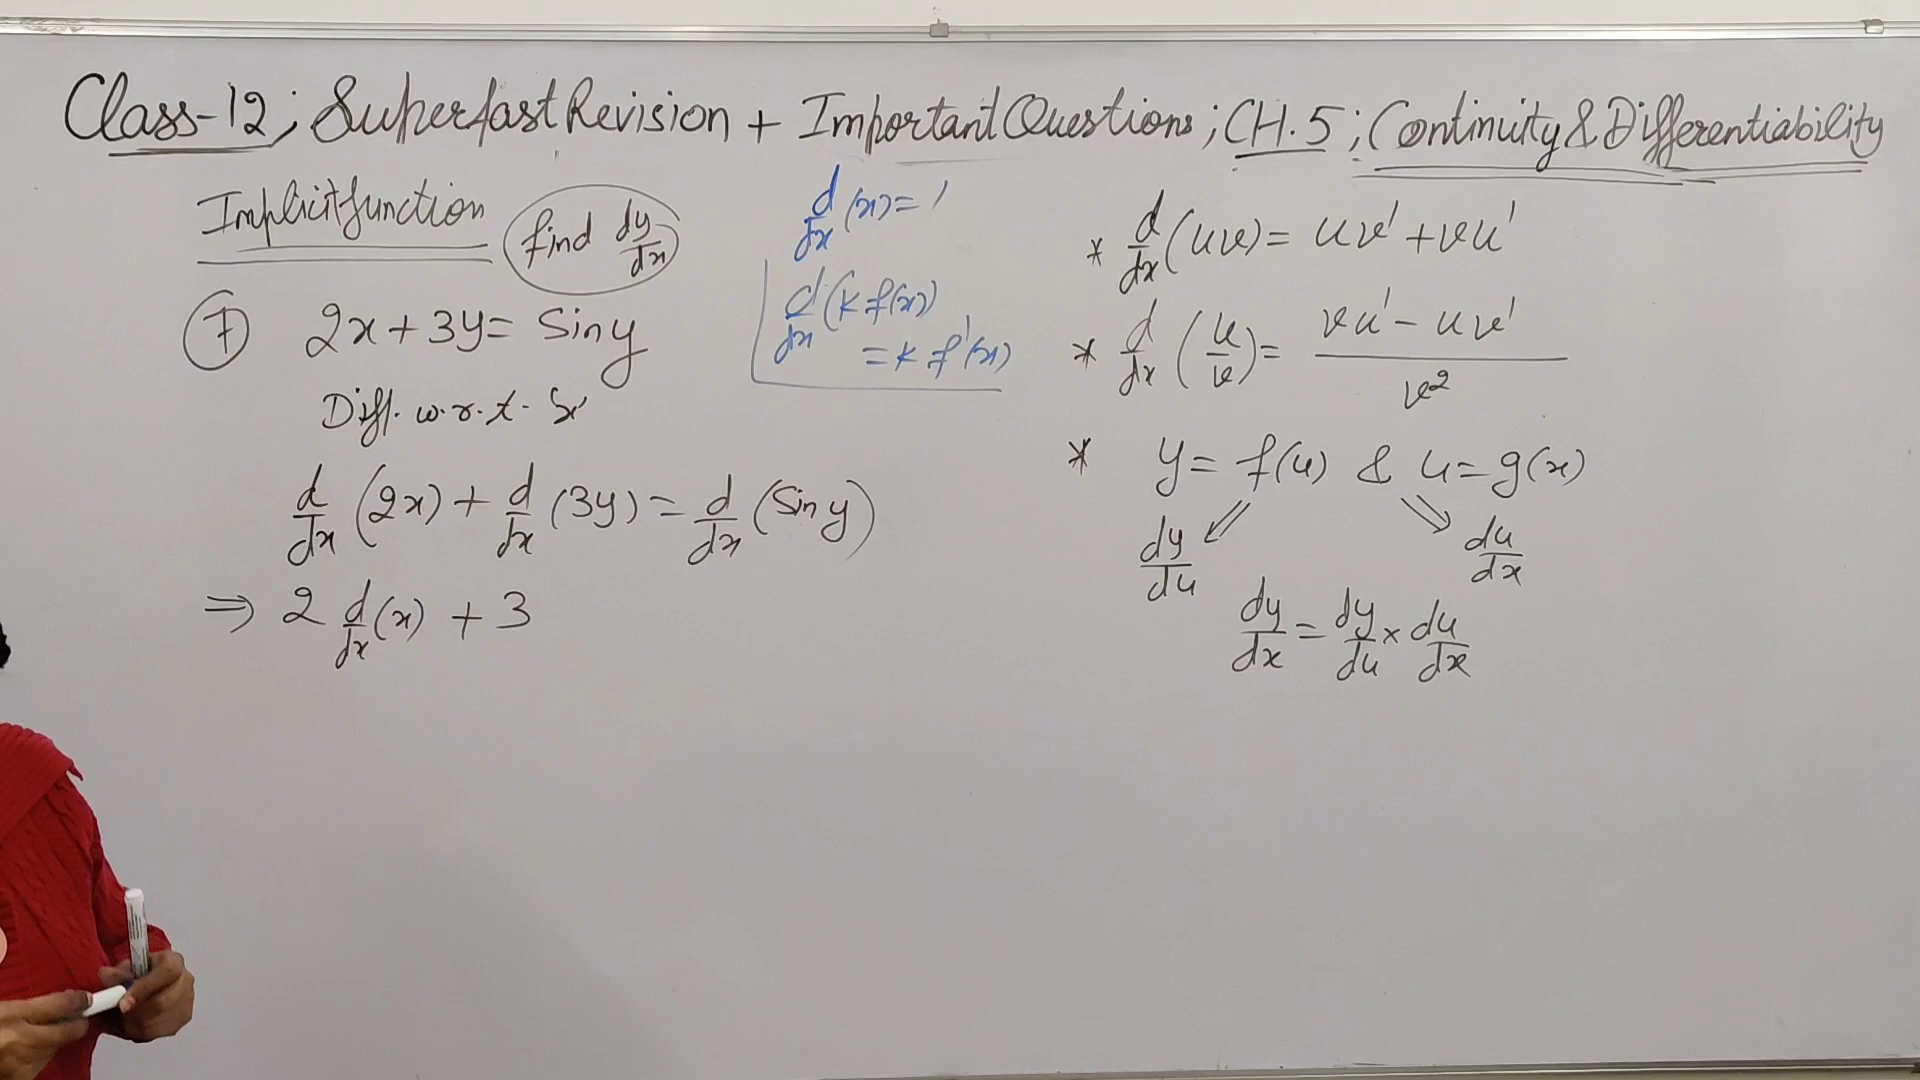 Class-12; Superfast Revision + Important Questions; CH.5; Continuity & Differentiability
Implicit function
find dy/dx
⑦ 2x + 3y = Sin y
Diff. w.r.t. 'x'
d/dx (2x) + d/dx (3y) = d/dx (Sin y)
⇒ 2 d/dx (x) + 3
d/dx (x) = 1
d/dx (k f(x))
= k f'(x)
* d/dx (uv) = uv' + vu'
* d/dx (u/v) = vu' - uv' / v²
* y = f(u) & u = g(x)
dy/du ⇙ ⇘ du/dx
dy/dx = dy/du × du/dx